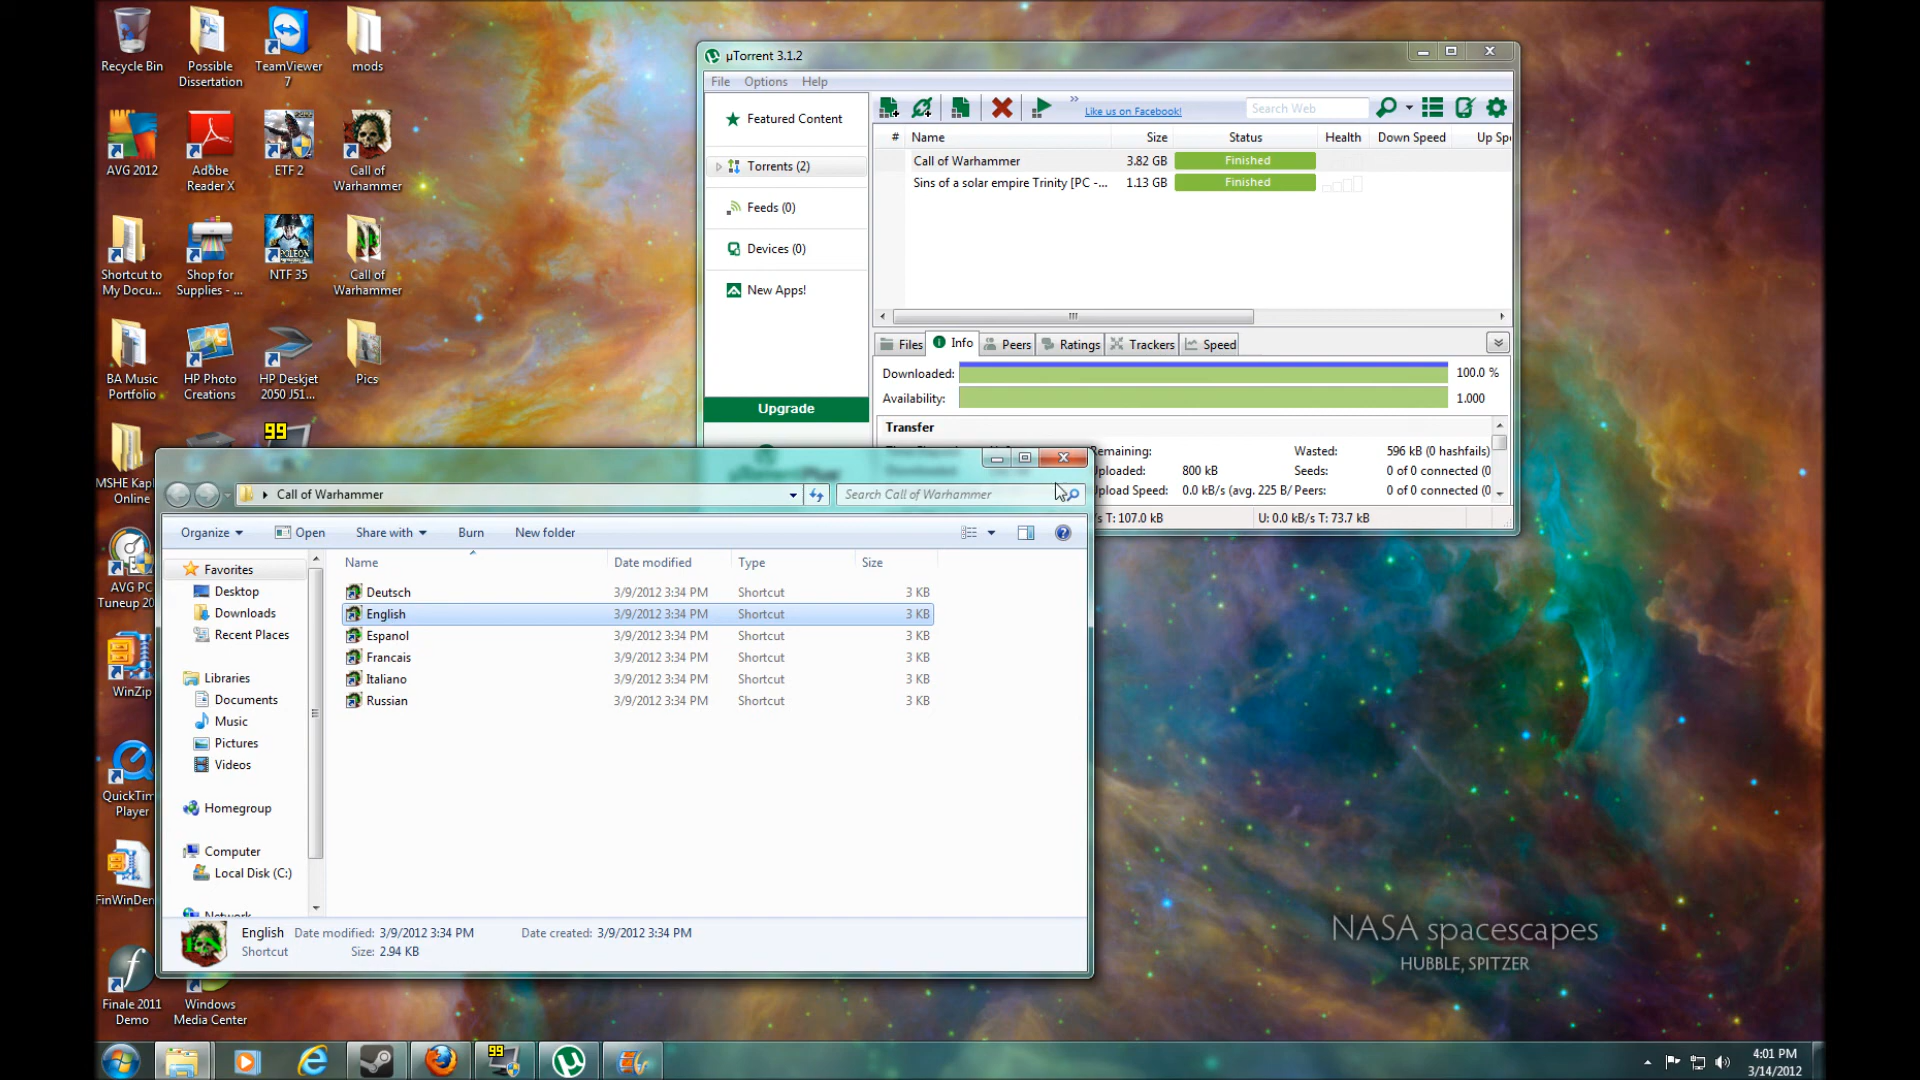 Recycle Bin
Possible
Dissertation
TeamViewer
7
mods
AVG 2012
Adobe
Reader X
ETF 2
Call of
Warhammer
Shortcut to
My Docu...
Shop for
Supplies - ...
NTF 35
Call of
Warhammer
BA Music
Portfolio
HP Photo
Creations
HP Deskjet
2050 J51...
Pics
99
MSHE Kap
Online
AVG PC
Tuneup 20
WinZip
QuickTim
Player
FinWinDem
Finale 2011
Demo
Windows
Media Center
µTorrent 3.1.2
File Options Help
Like us on Facebook!
Search Web
Featured Content
Torrents (2)
Feeds (0)
Devices (0)
New Apps!
Upgrade
# Name Size Status Health Down Speed Up Spe
Call of Warhammer 3.82 GB Finished
Sins of a solar empire Trinity [PC -... 1.13 GB Finished
Files Info Peers Ratings Trackers Speed
Downloaded: 100.0 %
Availability: 1.000
Transfer
Remaining: Wasted: 596 kB (0 hashfails)
Uploaded: 800 kB Seeds: 0 of 0 connected (0
Upload Speed: 0.0 kB/s (avg. 225 B/ Peers: 0 of 0 connected (0
s T: 107.0 kB U: 0.0 kB/s T: 73.7 kB
Call of Warhammer
Search Call of Warhammer
Organize Open Share with Burn New folder
Favorites
Desktop
Downloads
Recent Places
Libraries
Documents
Music
Pictures
Videos
Homegroup
Computer
Local Disk (C:)
Network
Name Date modified Type Size
Deutsch 3/9/2012 3:34 PM Shortcut 3 KB
English 3/9/2012 3:34 PM Shortcut 3 KB
Espanol 3/9/2012 3:34 PM Shortcut 3 KB
Francais 3/9/2012 3:34 PM Shortcut 3 KB
Italiano 3/9/2012 3:34 PM Shortcut 3 KB
Russian 3/9/2012 3:34 PM Shortcut 3 KB
English Date modified: 3/9/2012 3:34 PM Date created: 3/9/2012 3:34 PM
Shortcut Size: 2.94 KB
NASA spacescapes
HUBBLE, SPITZER
99
4:01 PM
3/14/2012